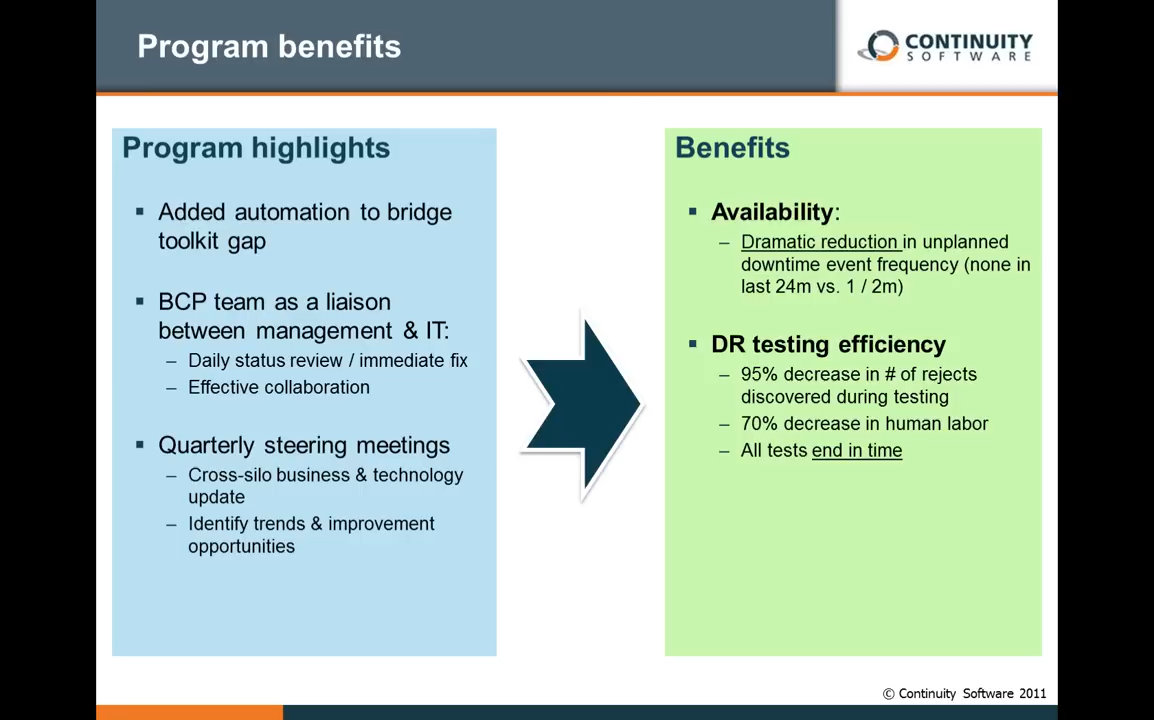 Program benefits
CONTINUITY
SOFTWARE
Program highlights
▪ Added automation to bridge
toolkit gap
▪ BCP team as a liaison
between management & IT:
– Daily status review / immediate fix
– Effective collaboration
▪ Quarterly steering meetings
– Cross-silo business & technology
update
– Identify trends & improvement
opportunities
Benefits
▪ Availability:
– Dramatic reduction in unplanned
downtime event frequency (none in
last 24m vs. 1 / 2m)
▪ DR testing efficiency
– 95% decrease in # of rejects
discovered during testing
– 70% decrease in human labor
– All tests end in time
© Continuity Software 2011